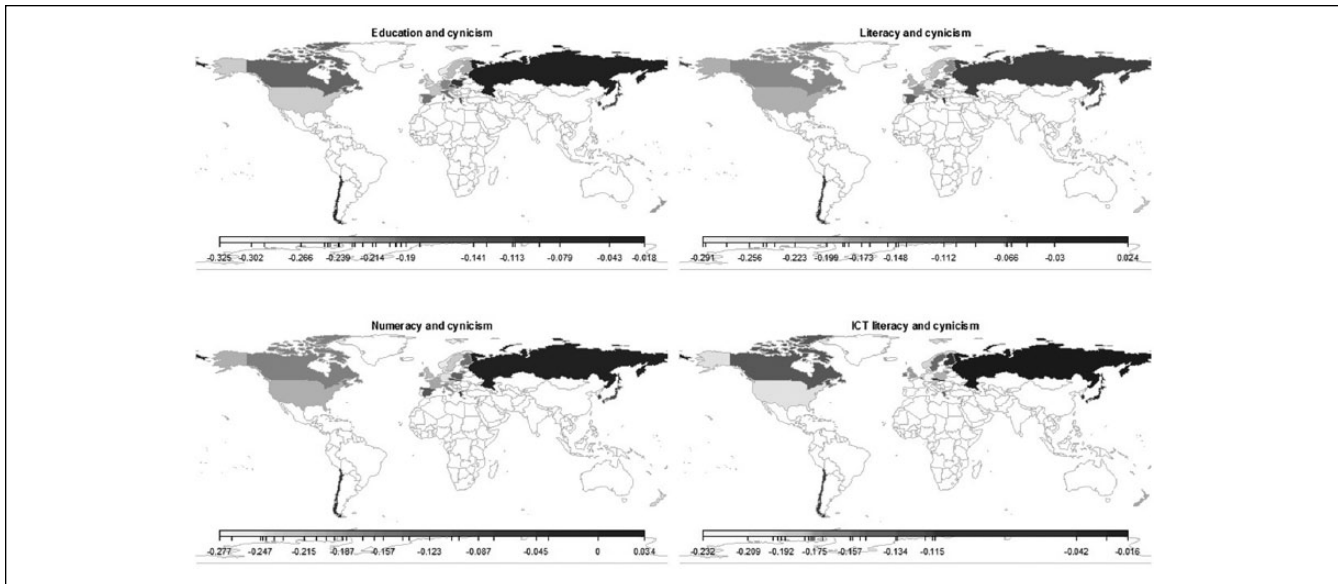 Education and cynicism
-0.325 -0.302 -0.266 -0.239 -0.214 -0.19 -0.141 -0.113 -0.079 -0.043 -0.018
Literacy and cynicism
-0.291 -0.256 -0.223 -0.199 -0.173 -0.148 -0.112 -0.066 -0.03 0.024
Numeracy and cynicism
-0.277 -0.247 -0.215 -0.187 -0.157 -0.123 -0.087 -0.045 0 0.034
ICT literacy and cynicism
-0.232 -0.209 -0.192 -0.175 -0.157 -0.134 -0.115 -0.042 -0.016